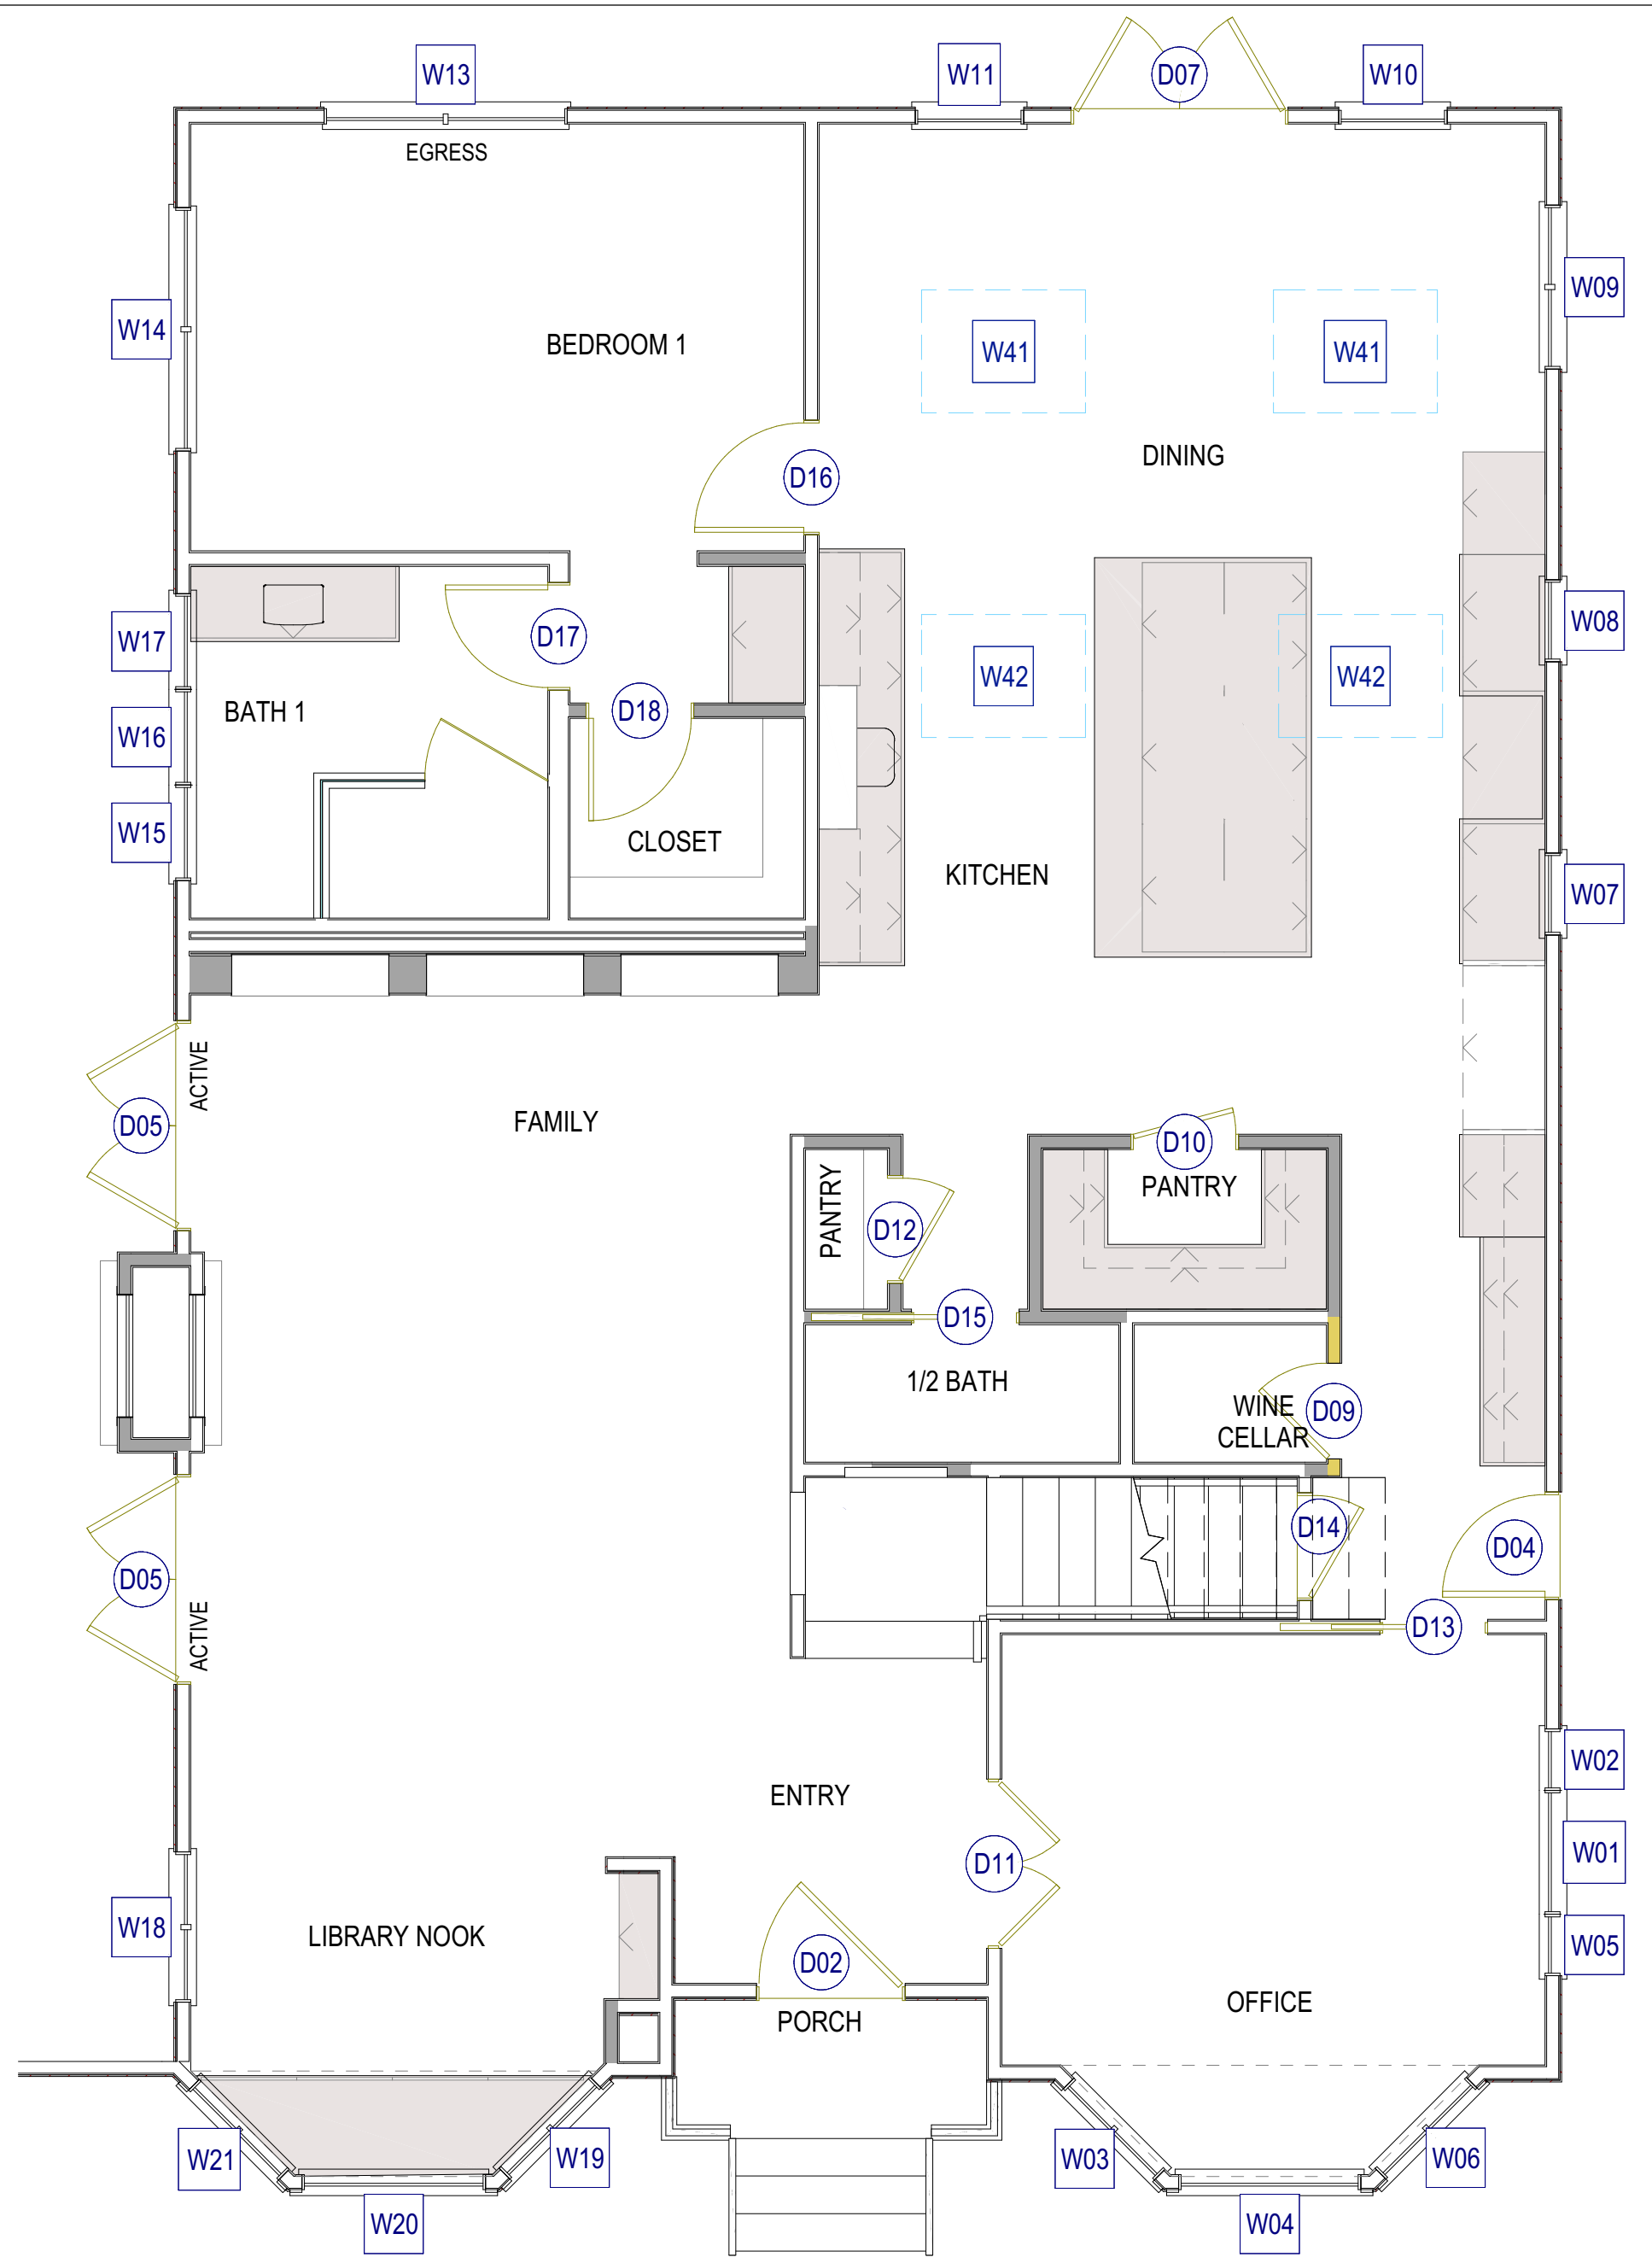 W13
W11
D07
W10
EGRESS
W09
W14
BEDROOM 1
W41
W41
DINING
D16
W17
D17
W08
W42
W42
BATH 1
D18
W16
W15
CLOSET
KITCHEN
W07
ACTIVE
FAMILY
D05
D10
PANTRY
PANTRY
D12
D15
1/2 BATH
WINE
CELLAR
D09
D14
D04
D05
ACTIVE
D13
W02
ENTRY
W01
D11
W18
LIBRARY NOOK
W05
D02
OFFICE
PORCH
W21
W19
W03
W06
W20
W04